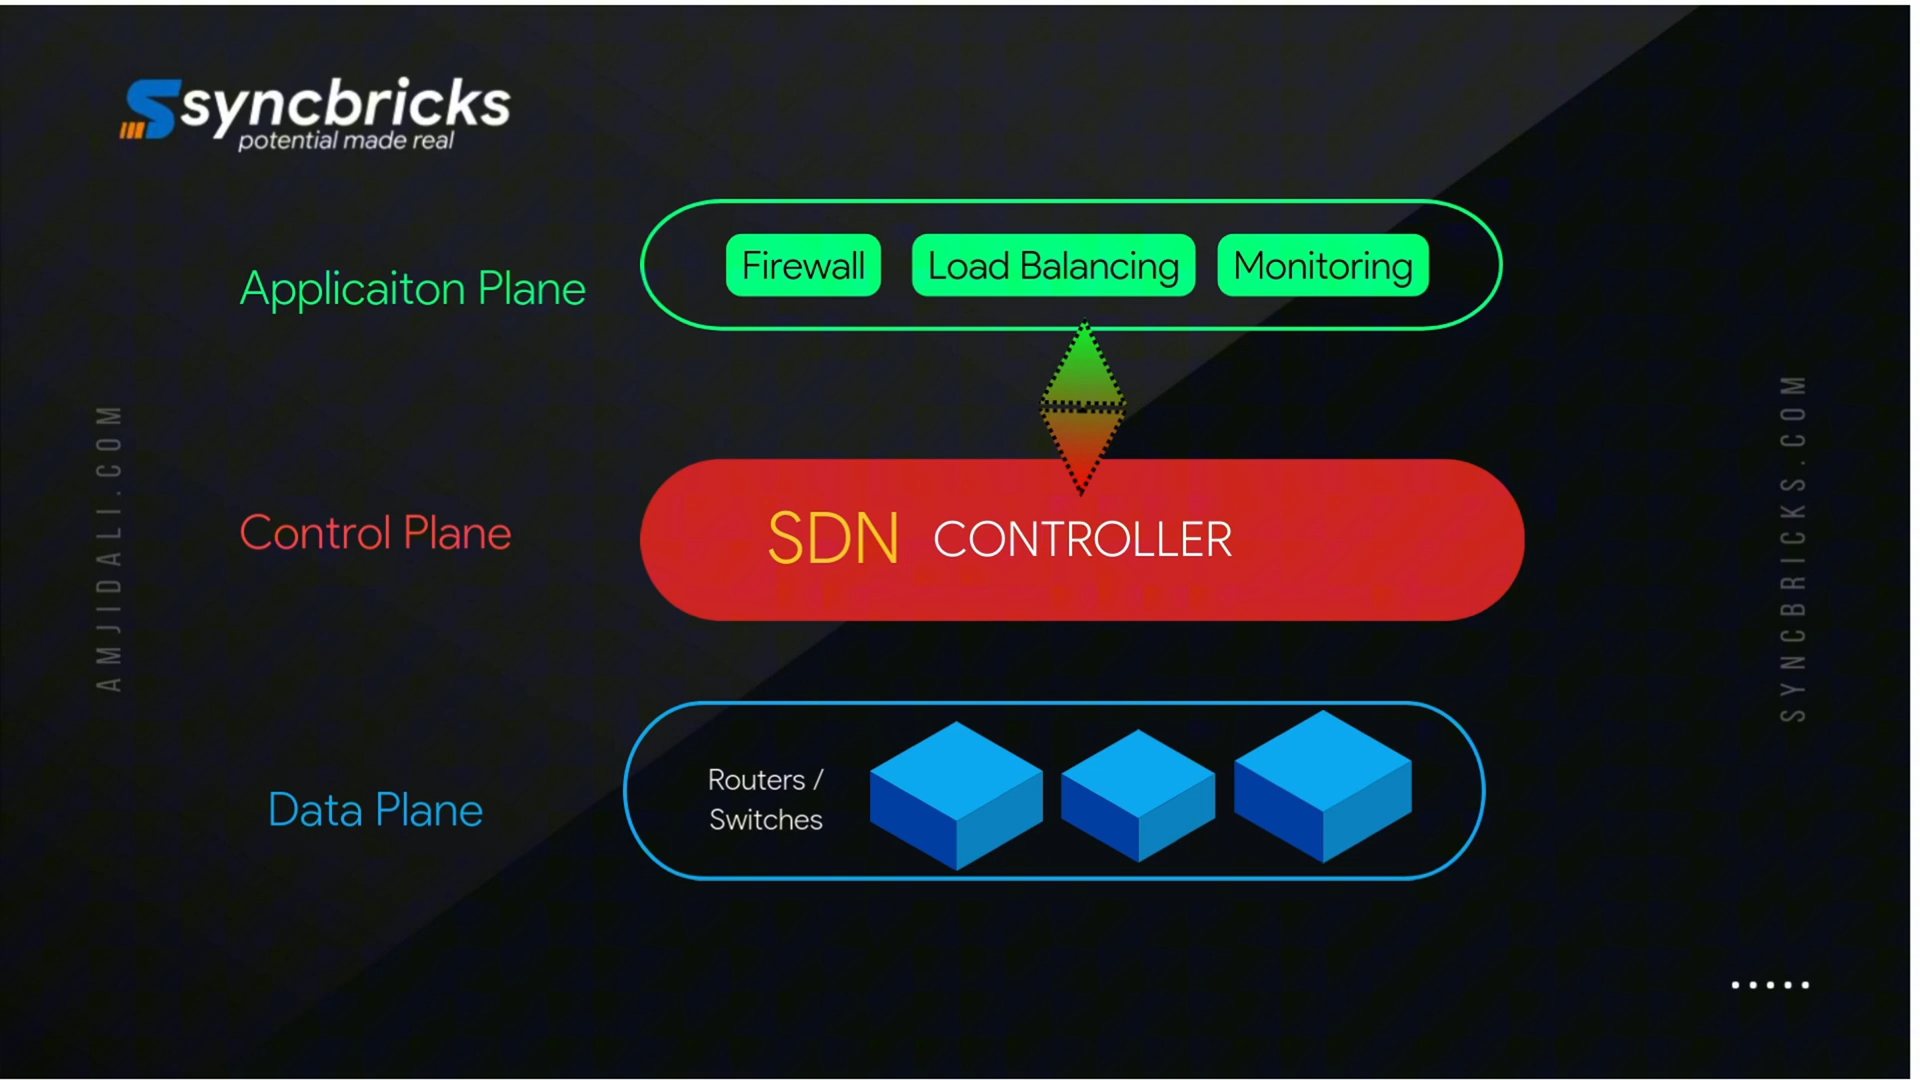 syncbricks
potential made real
Applicaiton Plane
Firewall
Load Balancing
Monitoring
AMJIDALI.COM
SYNCBRICKS.COM
Control Plane
SDN CONTROLLER
Data Plane
Routers /
Switches